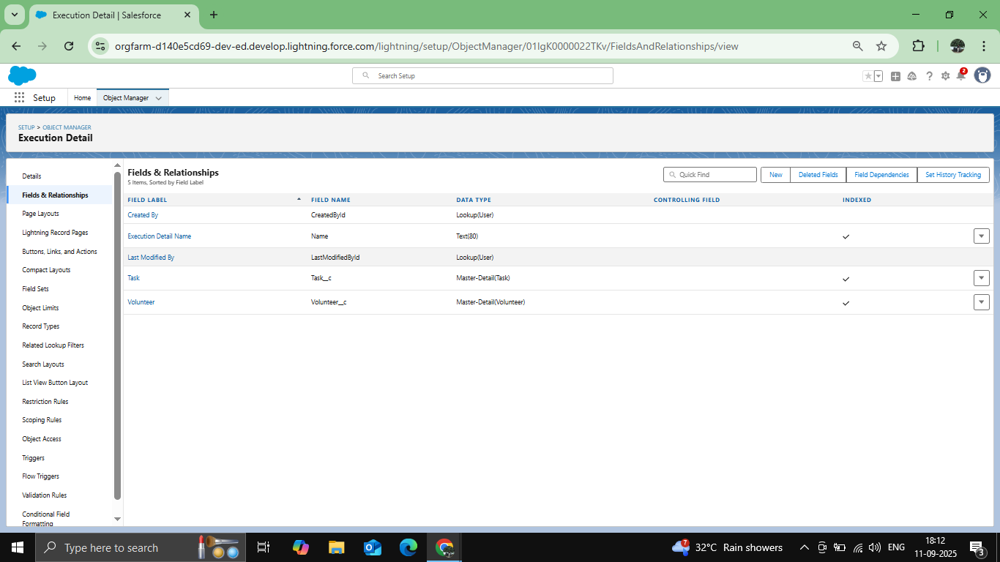 Execution Detail | Salesforce
orgfarm-d140e5cd69-dev-ed.develop.lightning.force.com/lightning/setup/ObjectManager/01IgK0000022TKv/FieldsAndRelationships/view
Search Setup
2
Setup
Home
Object Manager
SETUP > OBJECT MANAGER
Execution Detail
Details
Fields & Relationships
Page Layouts
Lightning Record Pages
Buttons, Links, and Actions
Compact Layouts
Field Sets
Object Limits
Record Types
Related Lookup Filters
Search Layouts
List View Button Layout
Restriction Rules
Scoping Rules
Object Access
Triggers
Flow Triggers
Validation Rules
Conditional Field
Formatting
Fields & Relationships
5 Items, Sorted by Field Label
Quick Find
New
Deleted Fields
Field Dependencies
Set History Tracking
FIELD LABEL FIELD NAME DATA TYPE CONTROLLING FIELD INDEXED
Created By CreatedById Lookup(User)
Execution Detail Name Name Text(80)
Last Modified By LastModifiedById Lookup(User)
Task Task__c Master-Detail(Task)
Volunteer Volunteer__c Master-Detail(Volunteer)
Type here to search
7
32°C Rain showers
ENG
18:12
11-09-2025
3